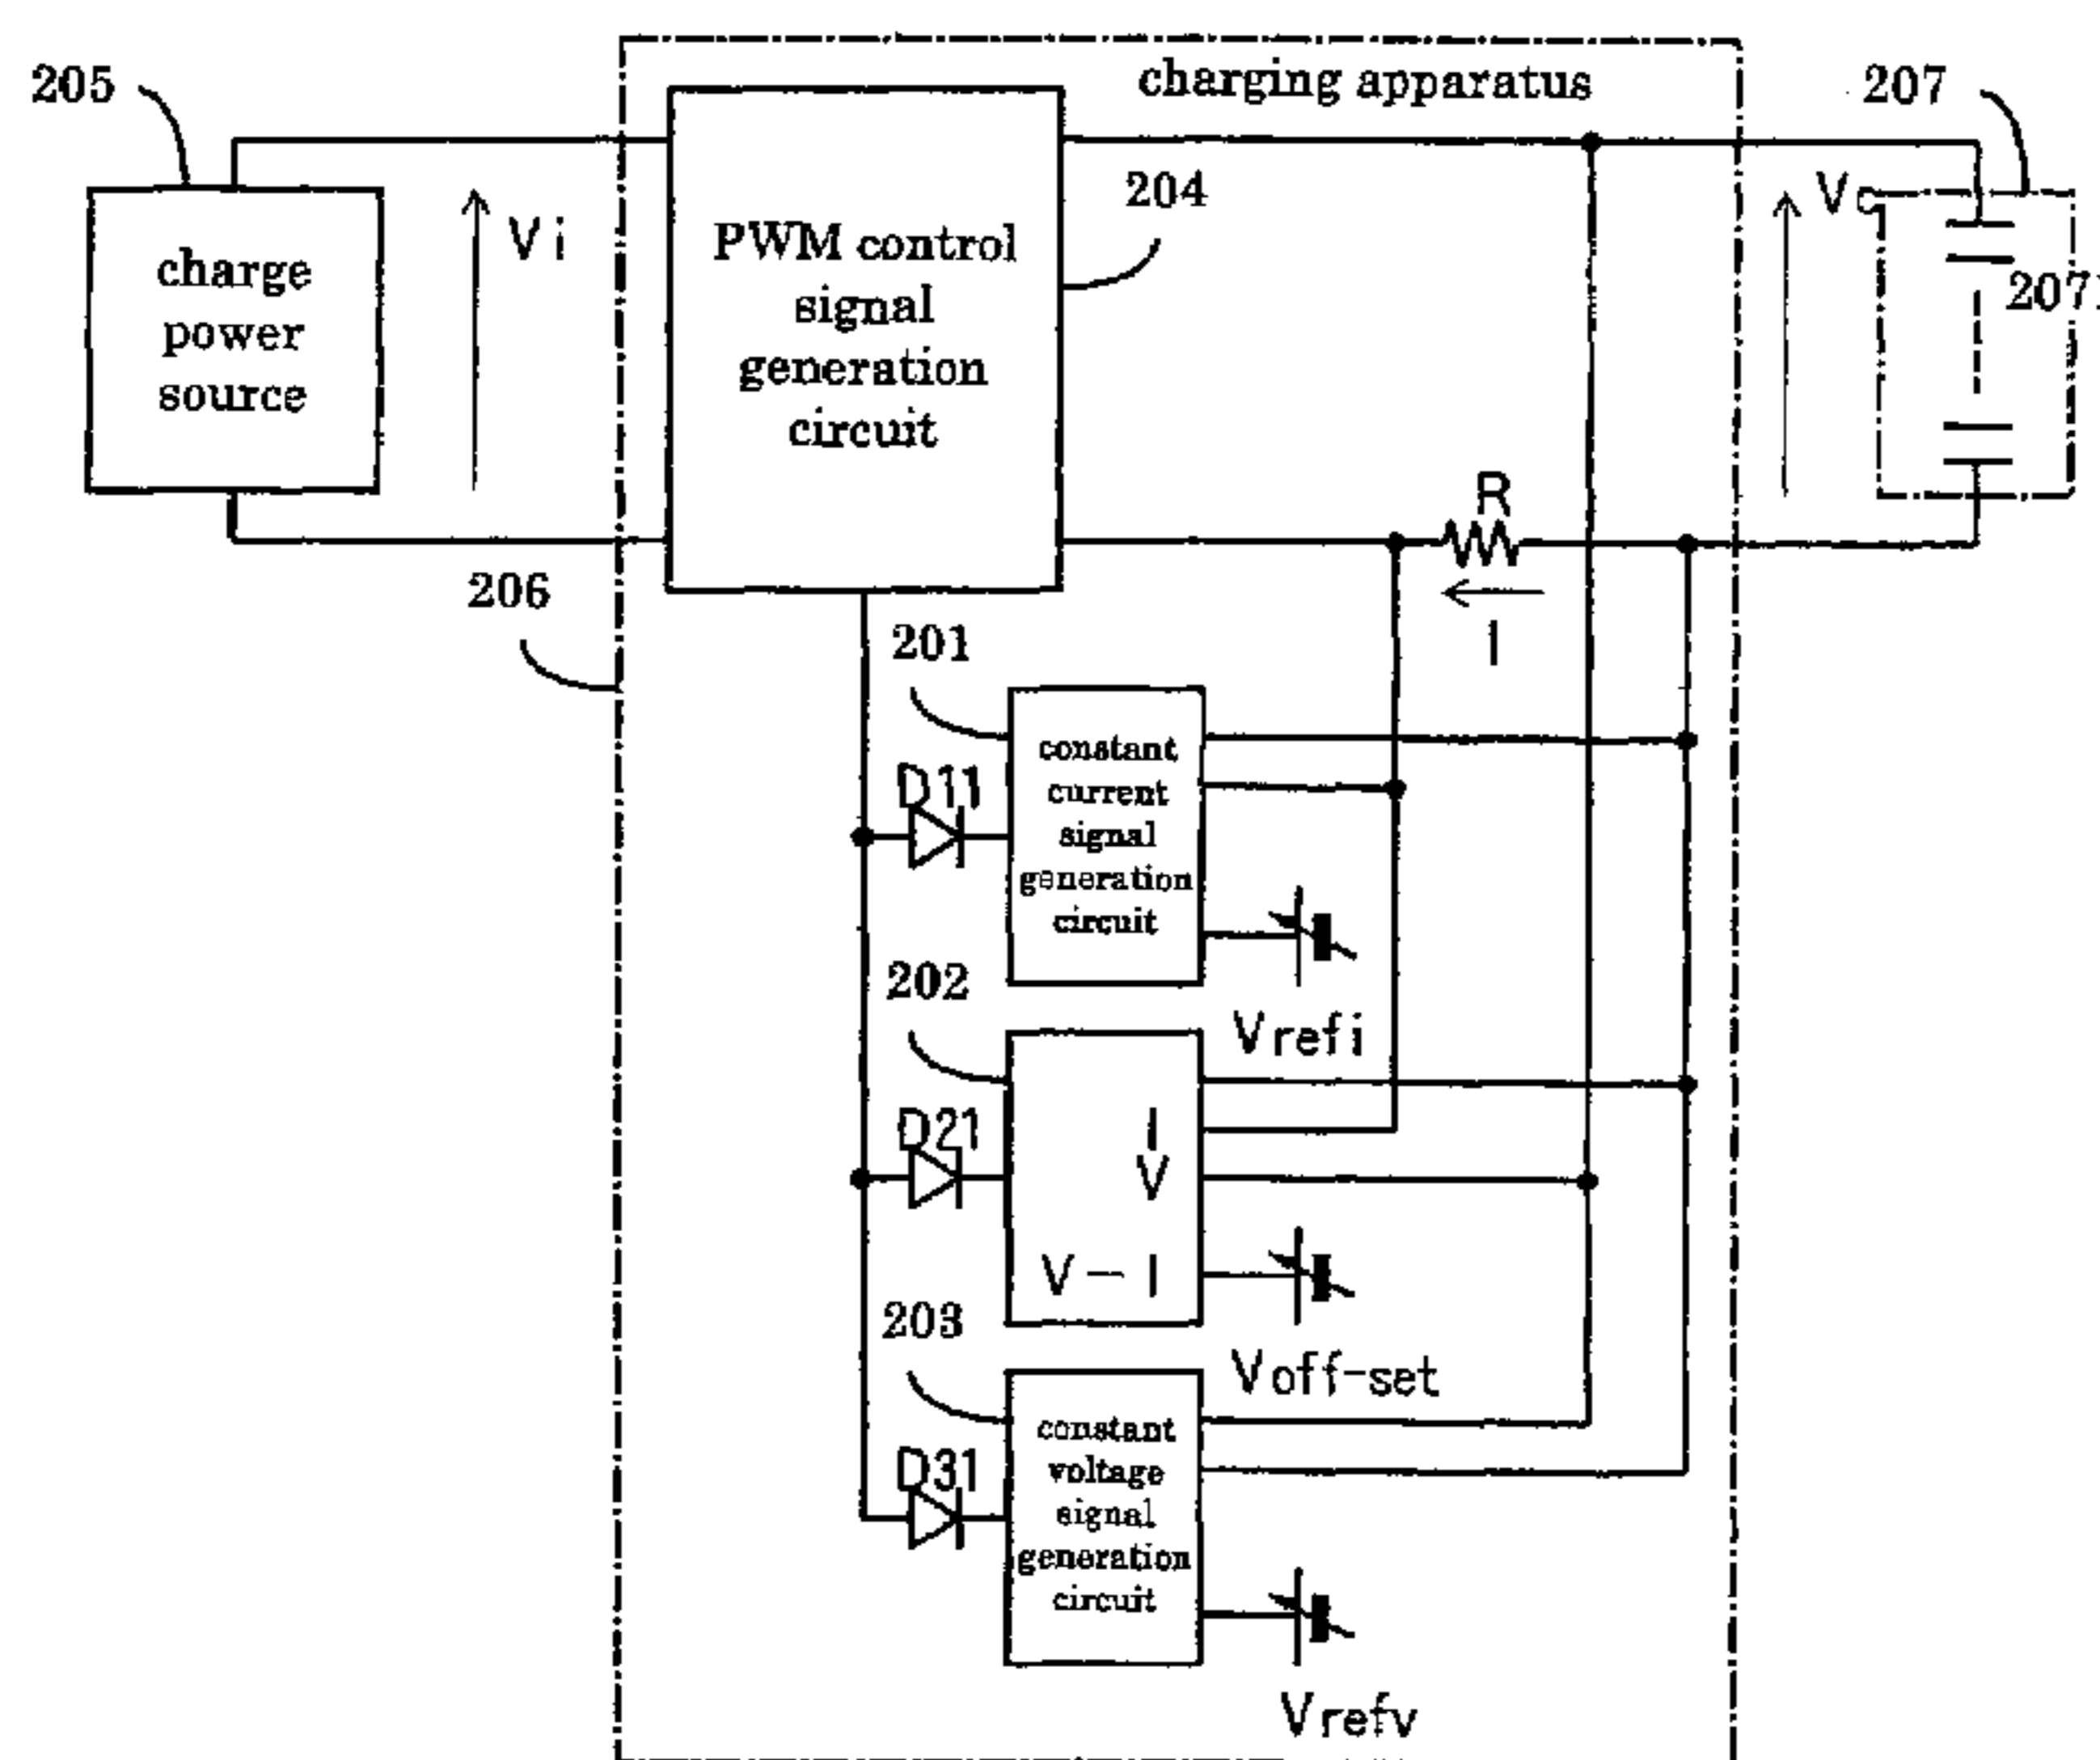 charging apparatus
205
207
204
Vi
Vc
charge
power
source
PWM control
signal
generation
circuit
2071
R
I
206
201
constant
current
signal
generation
circuit
D11
Vrefi
202
I
V
V-I
D21
Voff-set
203
constant
voltage
signal
generation
circuit
D31
Vrefv